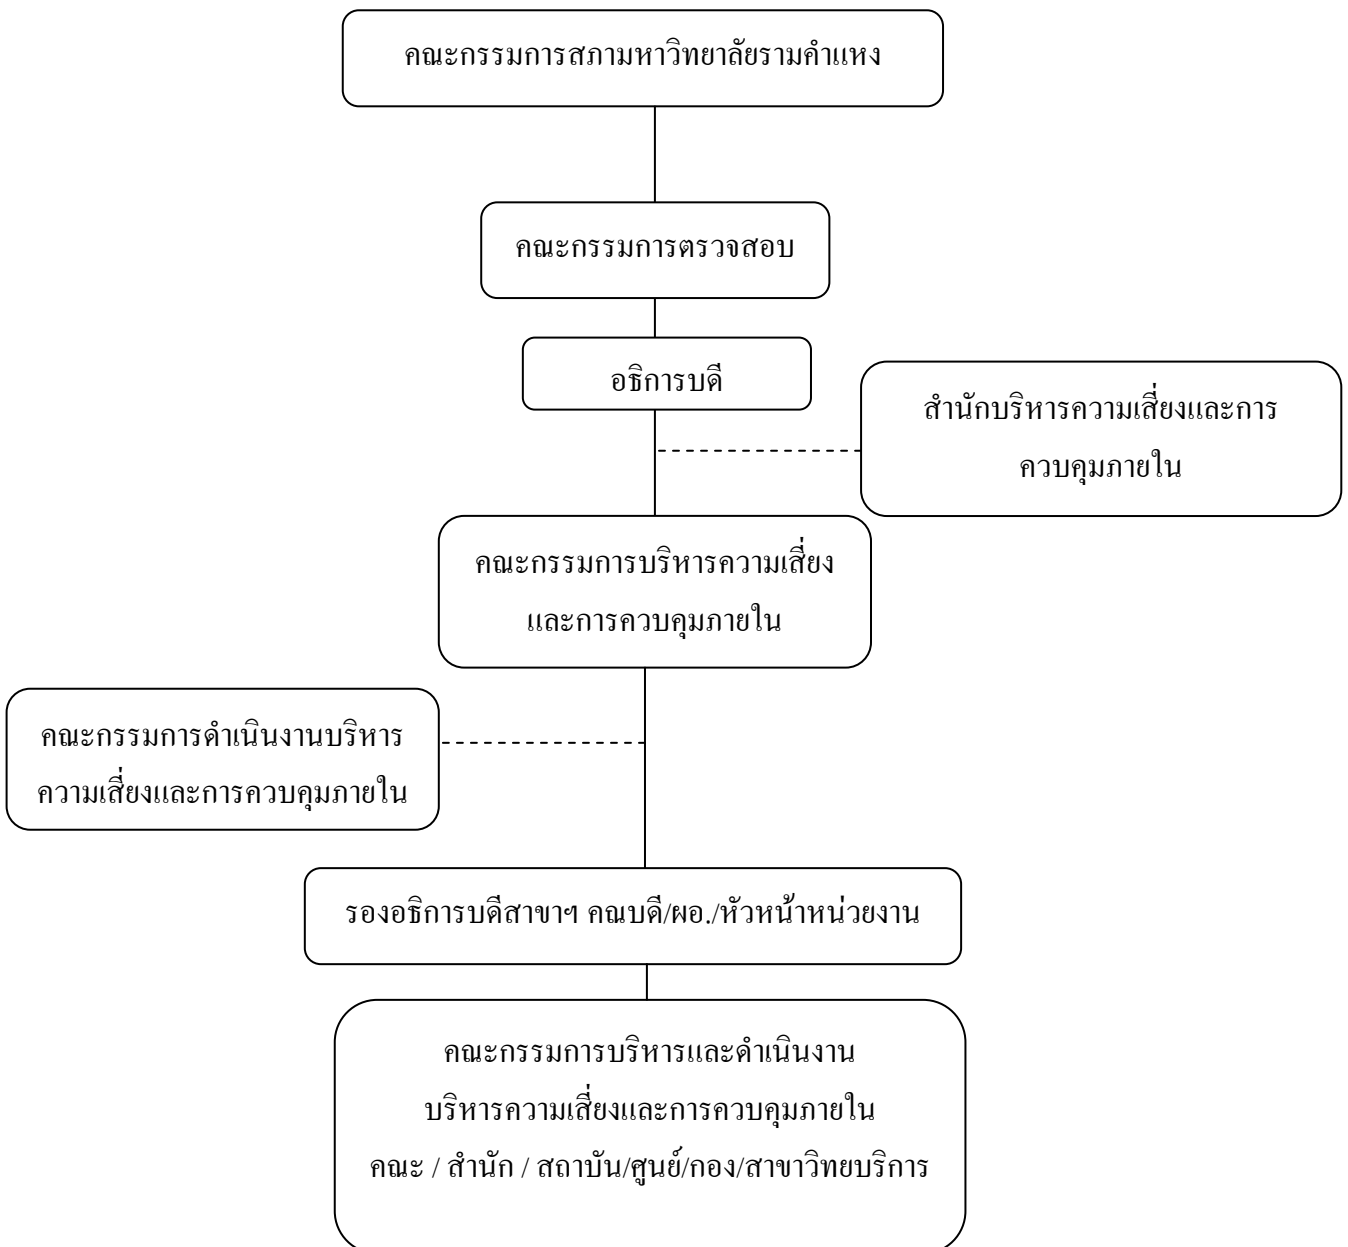 คณะกรรมการสภามหาวิทยาลัยรามคำแหง
คณะกรรมการตรวจสอบ
อธิการบดี
สำนักบริหารความเสี่ยงและการ
ควบคุมภายใน
คณะกรรมการบริหารความเสี่ยง
และการควบคุมภายใน
คณะกรรมการดำเนินงานบริหาร
ความเสี่ยงและการควบคุมภายใน
รองอธิการบดีสาขาฯ คณบดี/ผอ./หัวหน้าหน่วยงาน
คณะกรรมการบริหารและดำเนินงาน
บริหารความเสี่ยงและการควบคุมภายใน
คณะ / สำนัก / สถาบัน/ศูนย์/กอง/สาขาวิทยบริการ